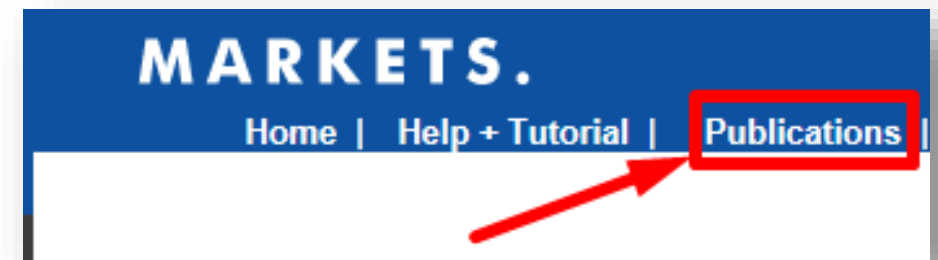 MARKETS.
Home | Help + Tutorial | Publications |